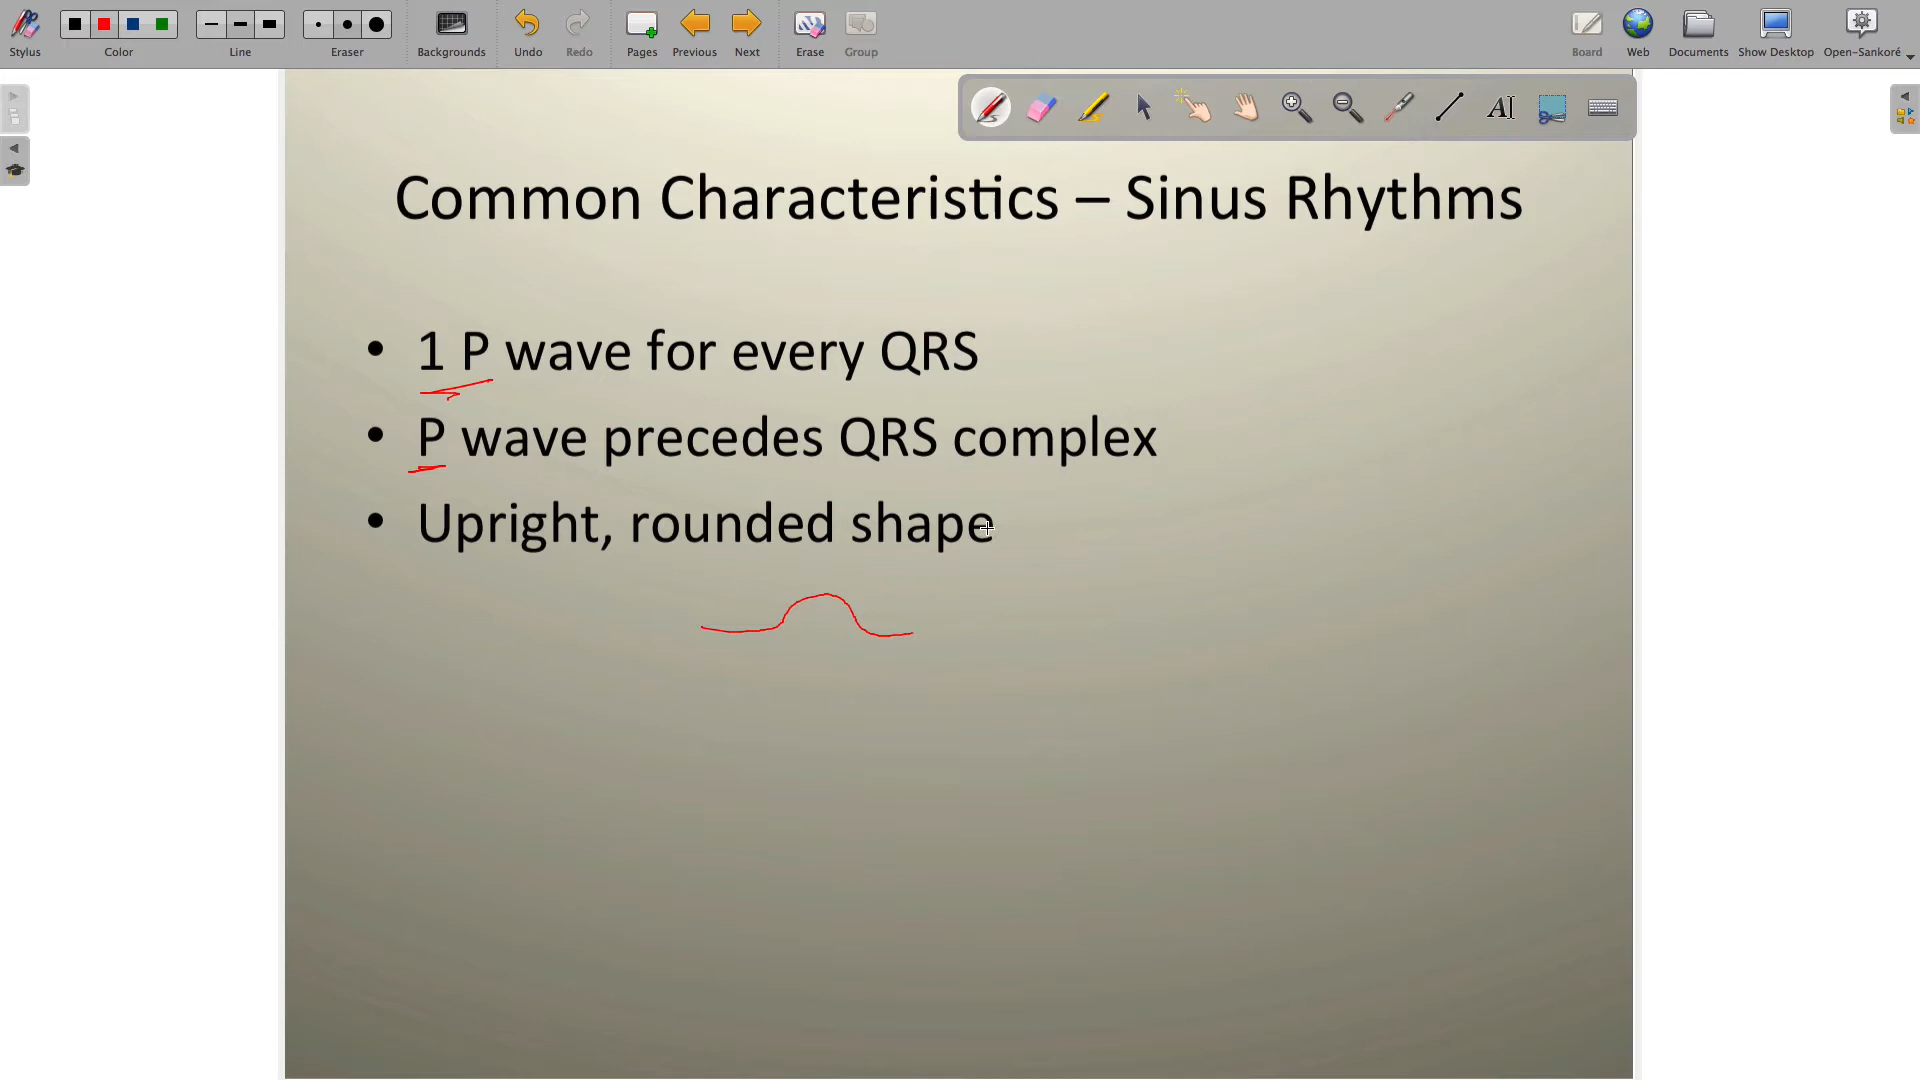 Stylus
Color
Line
Eraser
Backgrounds
Undo
Redo
Pages
Previous
Next
Erase
Group
Board
Web
Documents
Show Desktop
Open-Sankoré
AI
Common Characteristics – Sinus Rhythms
• 1 P wave for every QRS
• P wave precedes QRS complex
• Upright, rounded shape